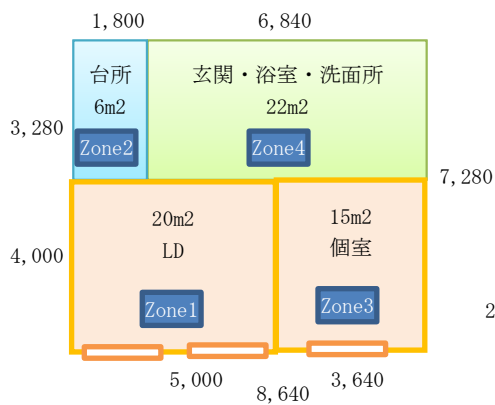 1,800
6,840
台所
6m2
玄関・浴室・洗面所
22m2
3,280
Zone2
Zone4
7,280
20m2
LD
15m2
個室
4,000
Zone1
Zone3
2
5,000
3,640
8,640